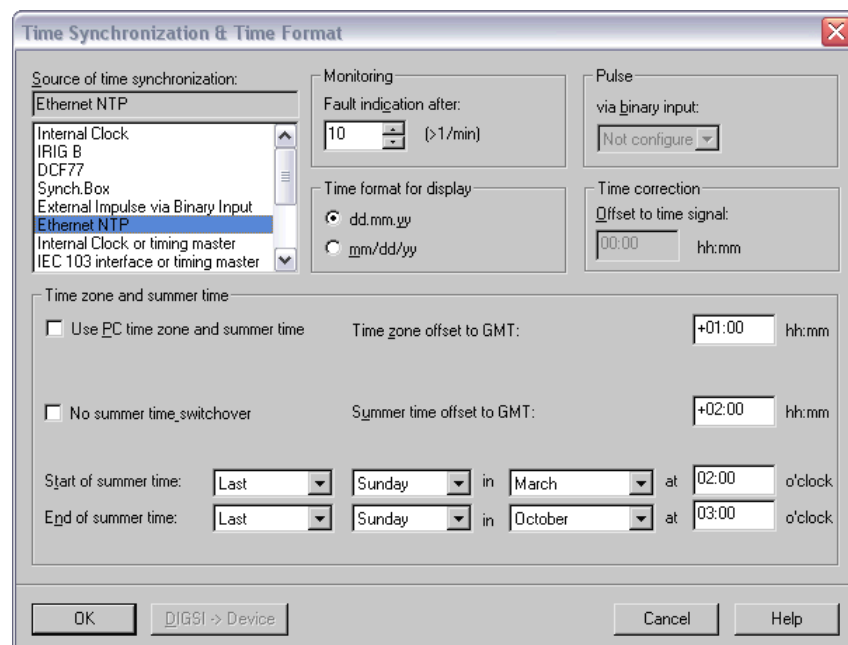 Time Synchronization & Time Format
Source of time synchronization:
Ethernet NTP
Internal Clock
IRIG B
DCF77
Synch.Box
External Impulse via Binary Input
Ethernet NTP
Internal Clock or timing master
IEC 103 interface or timing master
Monitoring
Fault indication after:
10 (>1/min)
Pulse
via binary input:
Not configure
Time format for display
dd.mm.yy
mm/dd/yy
Time correction
Offset to time signal:
00:00 hh:mm
Time zone and summer time
Use PC time zone and summer time Time zone offset to GMT: +01:00 hh:mm
No summer time switchover Summer time offset to GMT: +02:00 hh:mm
Start of summer time: Last Sunday in March at 02:00 o'clock
End of summer time: Last Sunday in October at 03:00 o'clock
OK DIGSI -> Device Cancel Help